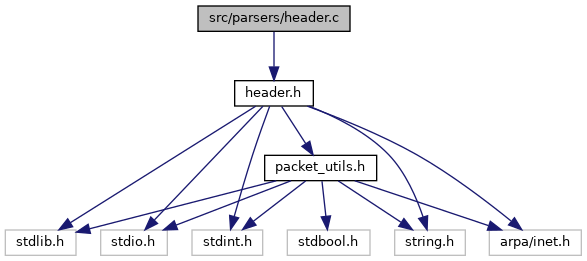 src/parsers/header.c
header.h
packet_utils.h
stdlib.h
stdio.h
stdint.h
stdbool.h
string.h
arpa/inet.h